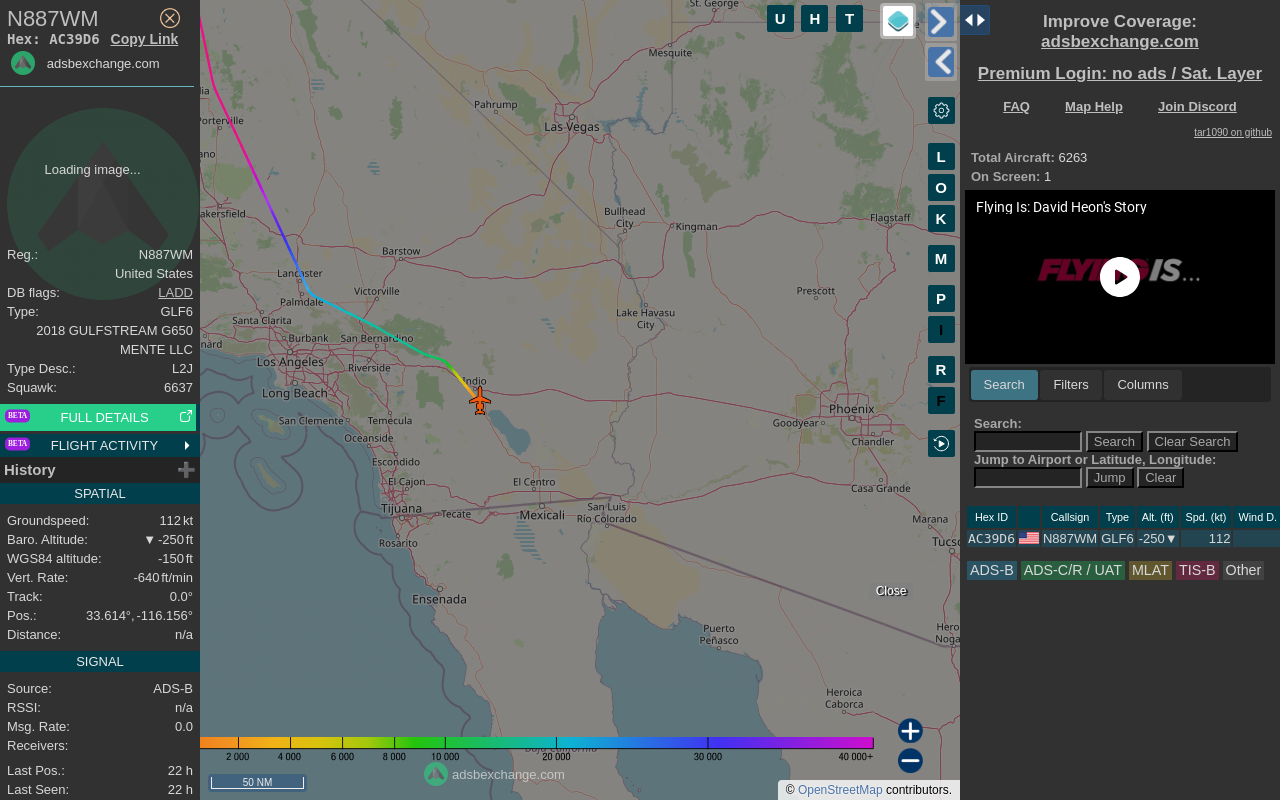 N887WM
Hex: AC39D6 Copy Link
adsbexchange.com
Loading image...
Reg.: N887WM
United States
DB flags: LADD
Type: GLF6
2018 GULFSTREAM G650
MENTE LLC
Type Desc.: L2J
Squawk: 6637
BETA FULL DETAILS
BETA FLIGHT ACTIVITY
History
SPATIAL
Groundspeed: 112 kt
Baro. Altitude: ▼ -250 ft
WGS84 altitude: -150 ft
Vert. Rate: -640 ft/min
Track: 0.0°
Pos.: 33.614°, -116.156°
Distance: n/a
SIGNAL
Source: ADS-B
RSSI: n/a
Msg. Rate: 0.0
Receivers:
Last Pos.: 22 h
Last Seen: 22 h
St. George
Mesquite
Pahrump
Las Vegas
Porterville
Bullhead
City
Kingman
Flagstaff
akersfield
Barstow
Lancaster
Palmdale
Victorville
Prescott
Santa Clarita
Lake Havasu
City
Burbank
San Bernardino
Los Angeles
Riverside
Indio
Long Beach
San Clemente
Temecula
Phoenix
Goodyear
Chandler
Oceanside
Escondido
El Cajon
El Centro
Casa Grande
Tijuana
Tecate
Mexicali
San Luis
Río Colorado
Marana
Rosarito
Ensenada
Close
Puerto
Peñasco
Heroica
Caborca
U H T
L
O
K
M
P
I
R
F
2 000 4 000 6 000 8 000 10 000 20 000 30 000 40 000+
adsbexchange.com
50 NM
© OpenStreetMap contributors.
Improve Coverage:
adsbexchange.com
Premium Login: no ads / Sat. Layer
FAQ Map Help Join Discord
tar1090 on github
Total Aircraft: 6263
On Screen: 1
Flying Is: David Heon's Story
FLYING IS...
Search Filters Columns
Search:
Search Clear Search
Jump to Airport or Latitude, Longitude:
Jump Clear
Hex ID Callsign Type Alt. (ft) Spd. (kt) Wind D.
AC39D6 N887WM GLF6 -250▼ 112
ADS-B ADS-C/R / UAT MLAT TIS-B Other